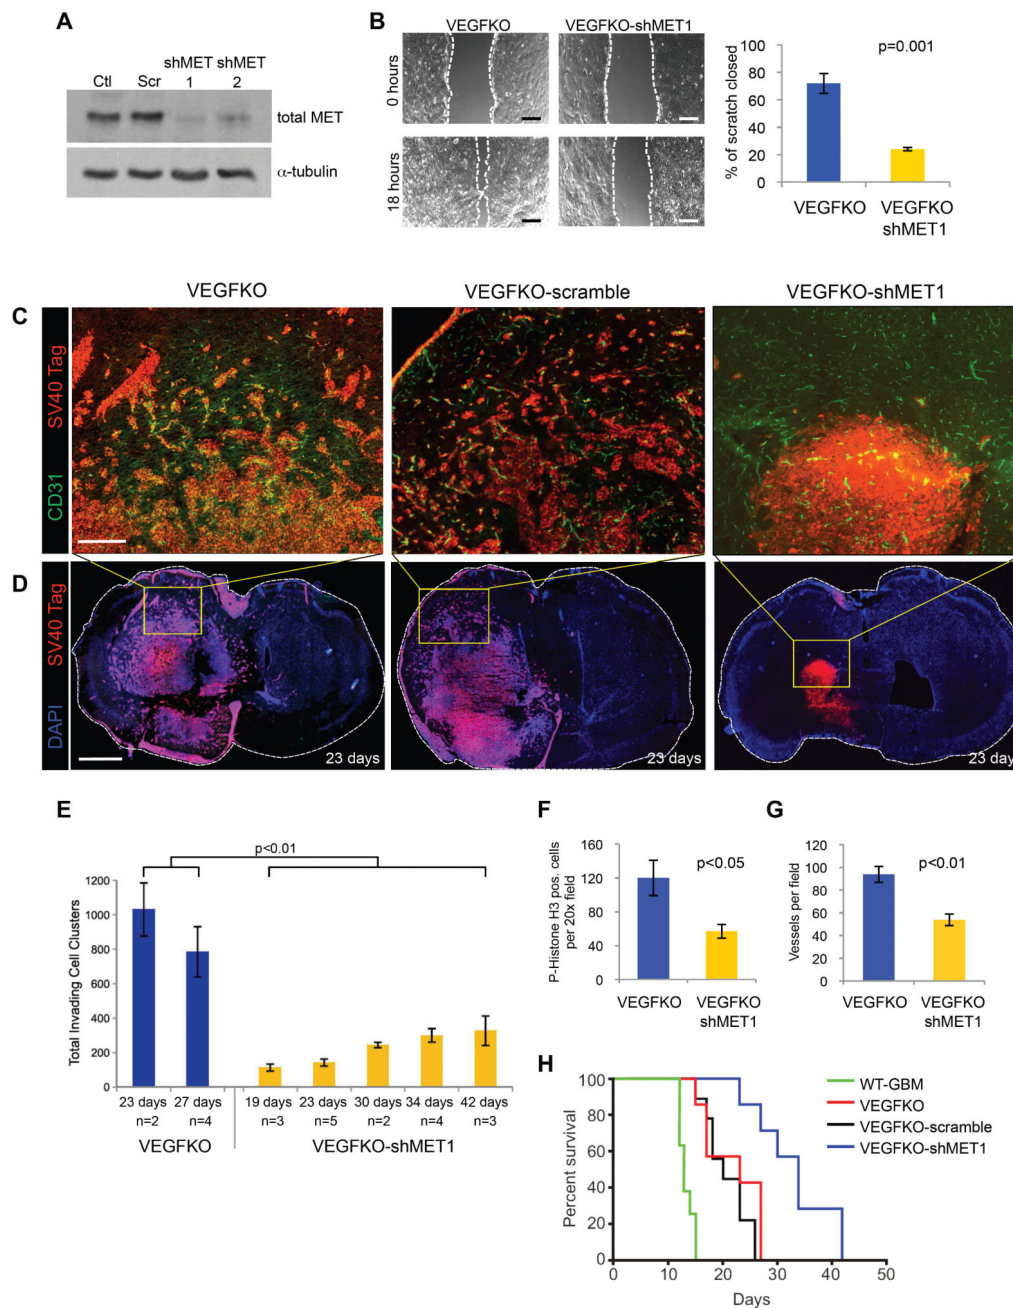 A
Ctl Scr shMET 1 shMET 2
total MET
α-tubulin
B
VEGFKO VEGFKO-shMET1
0 hours
18 hours
% of scratch closed
100
80
60
40
20
0
p=0.001
VEGFKO VEGFKO shMET1
VEGFKO VEGFKO-scramble VEGFKO-shMET1
C
CD31 SV40 Tag
D
DAPI SV40 Tag
23 days 23 days 23 days
E
Total Invading Cell Clusters
1200
1000
800
600
400
200
0
p<0.01
23 days 27 days 19 days 23 days 30 days 34 days 42 days
n=2 n=4 n=3 n=5 n=2 n=4 n=3
VEGFKO VEGFKO-shMET1
F
P-Histone H3 pos. cells per 20x field
160
120
80
40
0
p<0.05
VEGFKO VEGFKO shMET1
G
Vessels per field
120
100
80
60
40
20
0
p<0.01
VEGFKO VEGFKO shMET1
H
Percent survival
100
80
60
40
20
0
0 10 20 30 40 50
Days
WT-GBM
VEGFKO
VEGFKO-scramble
VEGFKO-shMET1